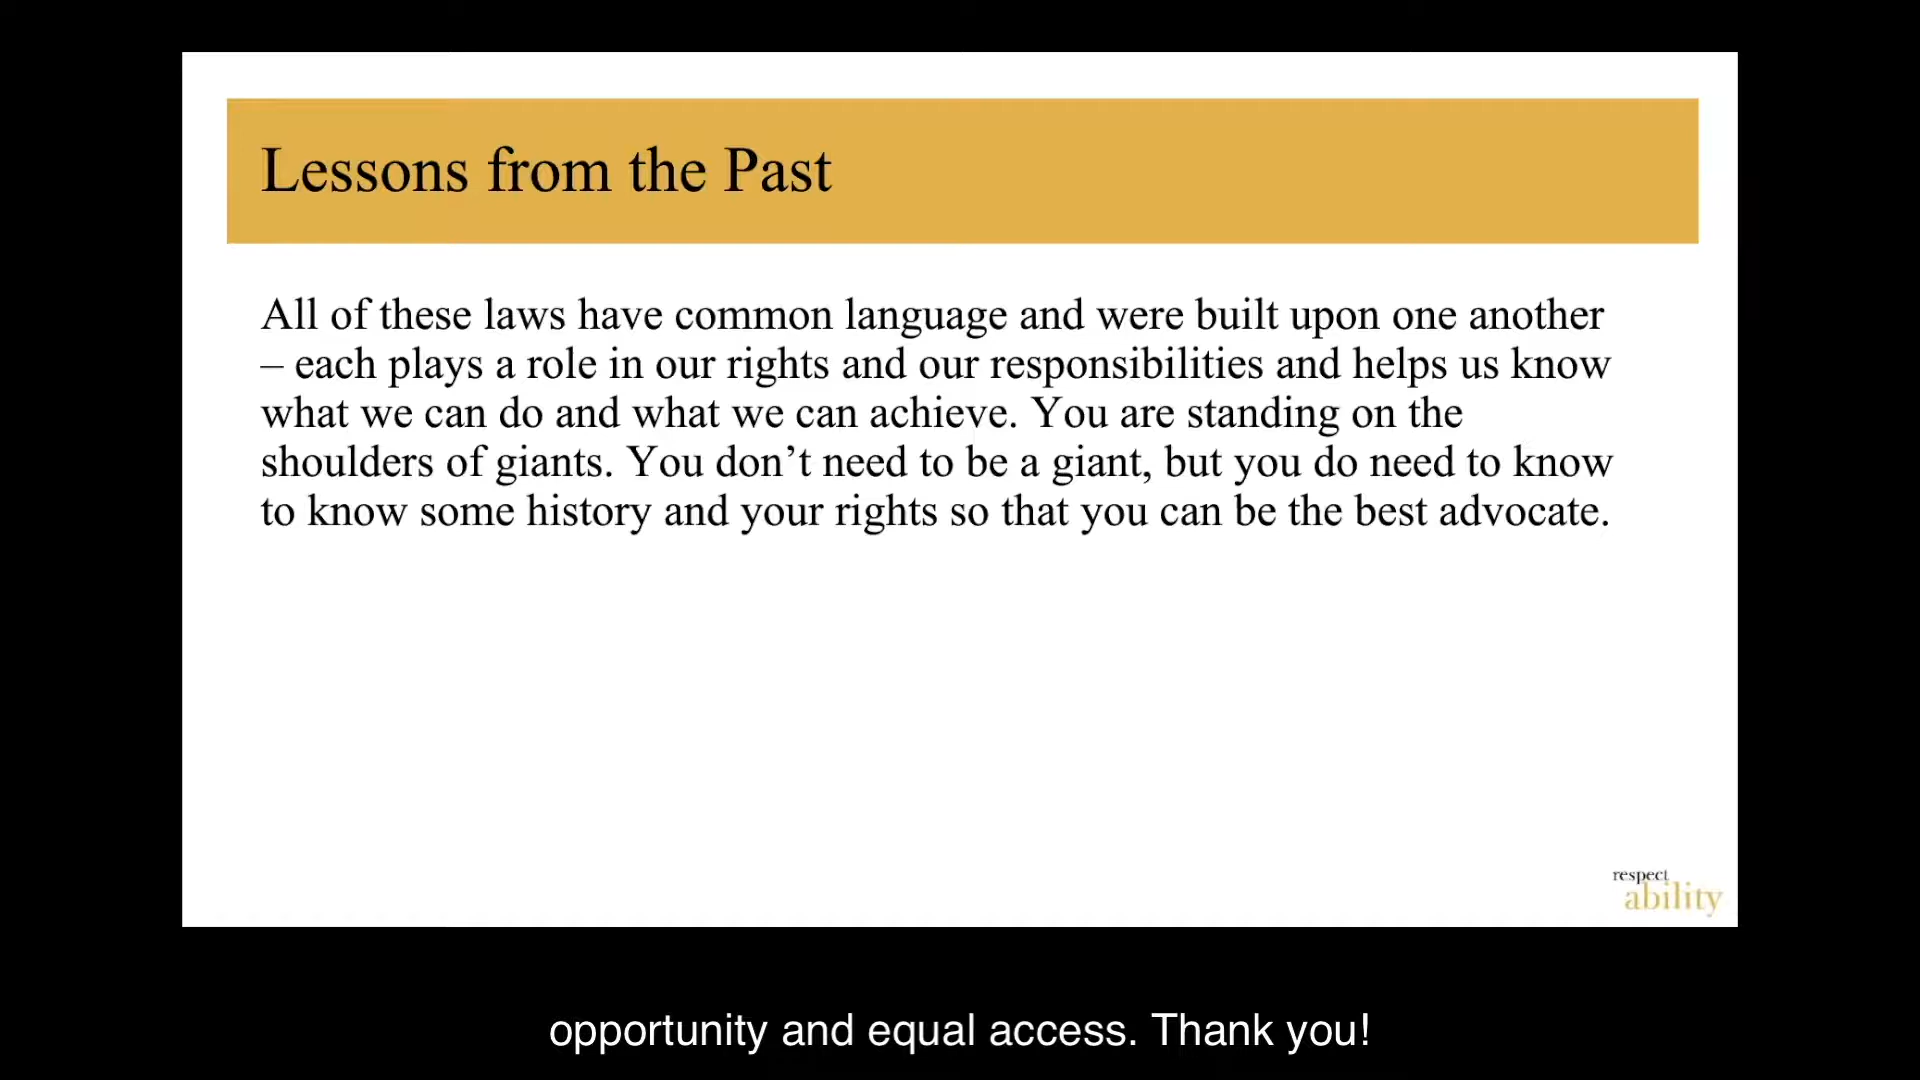 Lessons from the Past
All of these laws have common language and were built upon one another
– each plays a role in our rights and our responsibilities and helps us know
what we can do and what we can achieve. You are standing on the
shoulders of giants. You don’t need to be a giant, but you do need to know
to know some history and your rights so that you can be the best advocate.
respect
ability
opportunity and equal access. Thank you!